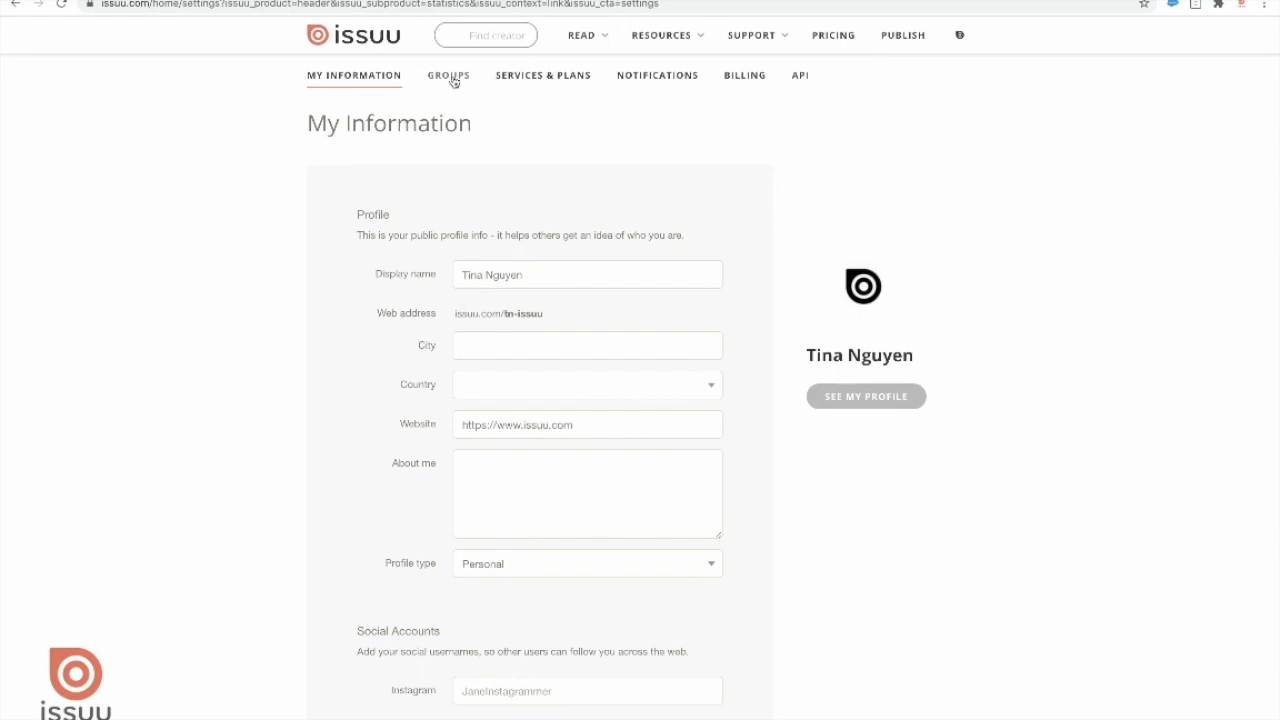 issuu.com/home/settings?issuu_product=header&issuu_subproduct=statistics&issuu_context=link&issuu_cta=settings
issuu Find creator READ RESOURCES SUPPORT PRICING PUBLISH
MY INFORMATION GROUPS SERVICES & PLANS NOTIFICATIONS BILLING API
My Information
Profile
This is your public profile info - it helps others get an idea of who you are.
Display name Tina Nguyen
Web address issuu.com/tn-issuu
City
Country
Website https://www.issuu.com
About me
Profile type Personal
Tina Nguyen
SEE MY PROFILE
Social Accounts
Add your social usernames, so other users can follow you across the web.
Instagram JaneInstagrammer
issuu